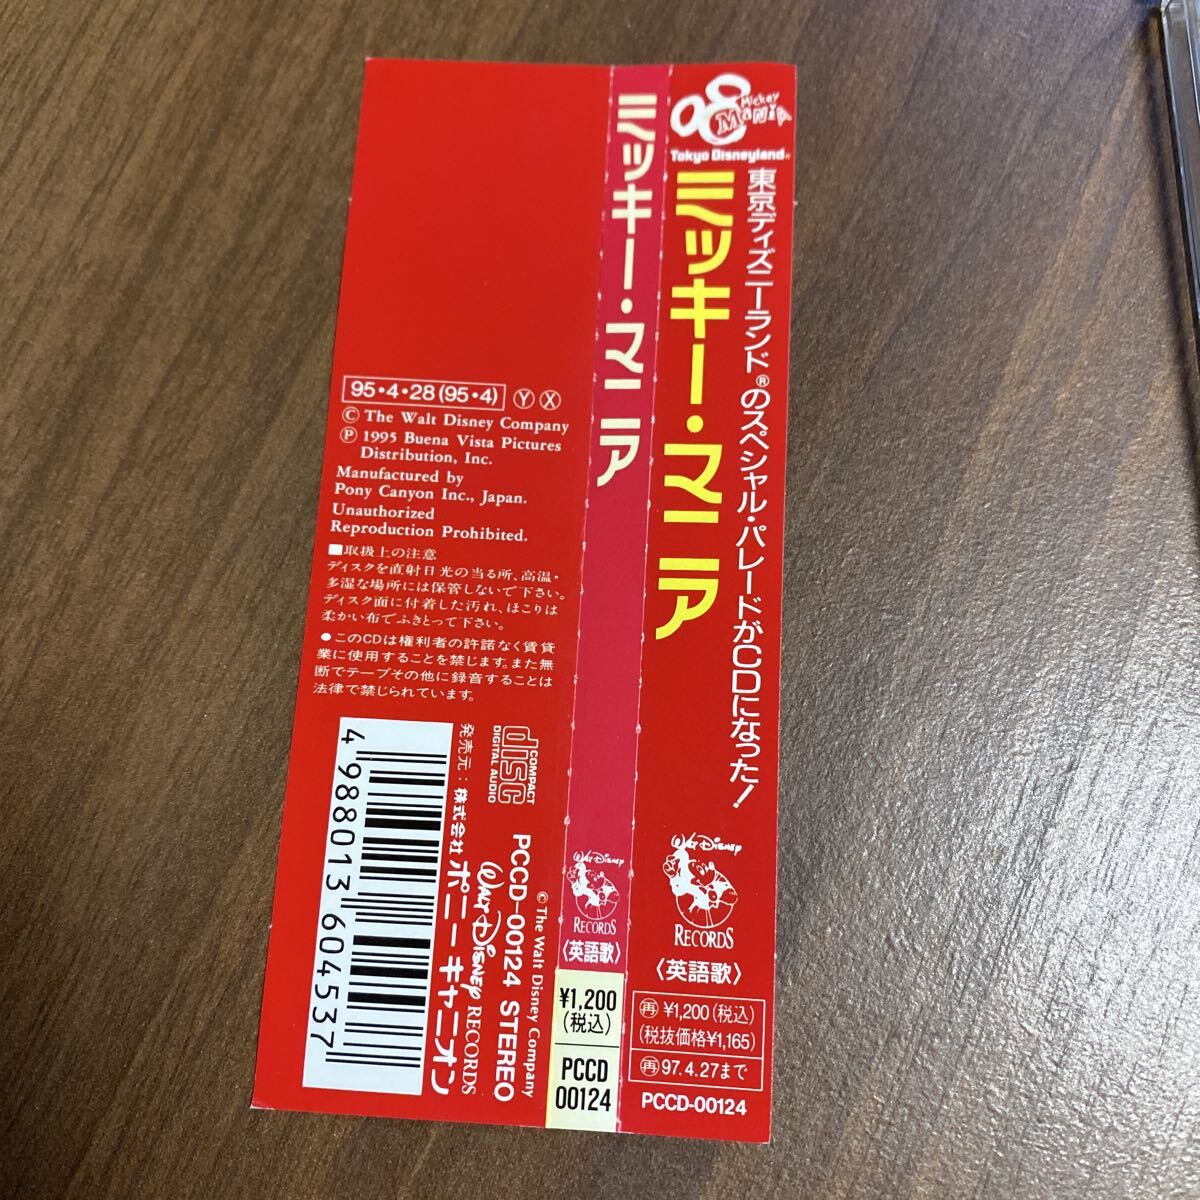 Mickey
MaNiA
Tokyo Disneyland®
東京ディズニーランド®のスペシャル・パレードがCDになった!
ミッキー・マニア
WALT DISNEY
RECORDS
〈英語歌〉
再 ¥1,200(税込)
(税抜価格¥1,165)
再 97.4.27まで
PCCD-00124
ミッキー・マニア
WALT DISNEY
RECORDS
〈英語歌〉
¥1,200
(税込)
PCCD
00124
95・4・28(95・4) Ⓨ Ⓧ
© The Walt Disney Company
Ⓟ 1995 Buena Vista Pictures
Distribution, Inc.
Manufactured by
Pony Canyon Inc., Japan.
Unauthorized
Reproduction Prohibited.
■取扱上の注意
ディスクを直射日光の当る所、高温・
多湿な場所には保管しないで下さい。
ディスク面に付着した汚れ、ほこりは
柔かい布でふきとって下さい。
●このCDは権利者の許諾なく賃貸
業に使用することを禁じます。また無
断でテープその他に録音することは
法律で禁じられています。
COMPACT
disc
DIGITAL AUDIO
© The Walt Disney Company
PCCD-00124 STEREO
WALT DISNEY RECORDS
発売元:株式会社ポニーキャニオン
4 988013 604537